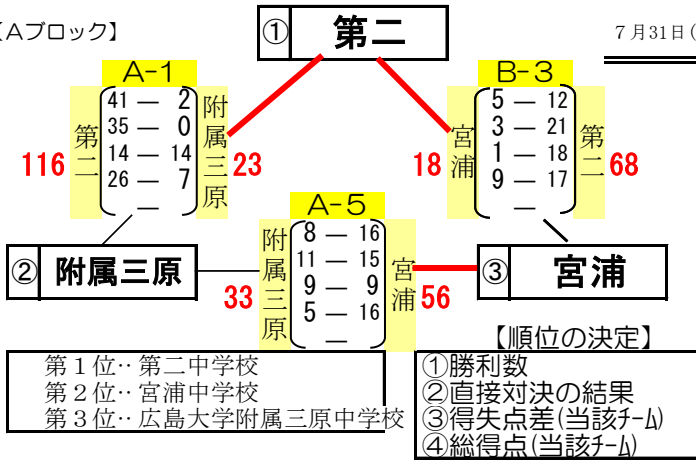 【Aブロック】
① 第二
7月31日(
A-1
第二 116
41 ― 2
35 ― 0
14 ― 14
26 ― 7
―
附属三原 23
B-3
宮浦 18
5 ― 12
3 ― 21
1 ― 18
9 ― 17
―
第二 68
A-5
附属三原 33
8 ― 16
11 ― 15
9 ― 9
5 ― 16
―
宮浦 56
② 附属三原
③ 宮浦
第1位‥第二中学校
第2位‥宮浦中学校
第3位‥広島大学附属三原中学校
【順位の決定】
①勝利数
②直接対決の結果
③得失点差(当該ﾁｰﾑ)
④総得点(当該ﾁｰﾑ)